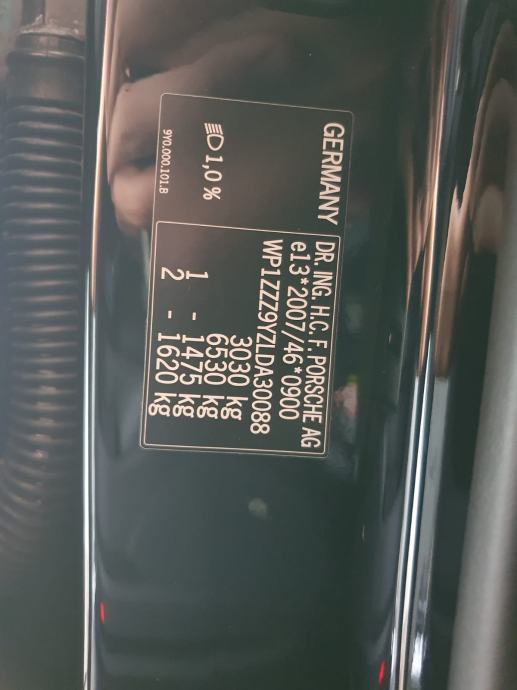 GERMANY
DR. ING. H.C. F. PORSCHE AG
e13*2007/46*0900
WP1ZZZ9YZLDA30088
3030 kg
6530 kg
1 - 1475 kg
2 - 1620 kg
1,0 %
9Y0.000.101.B